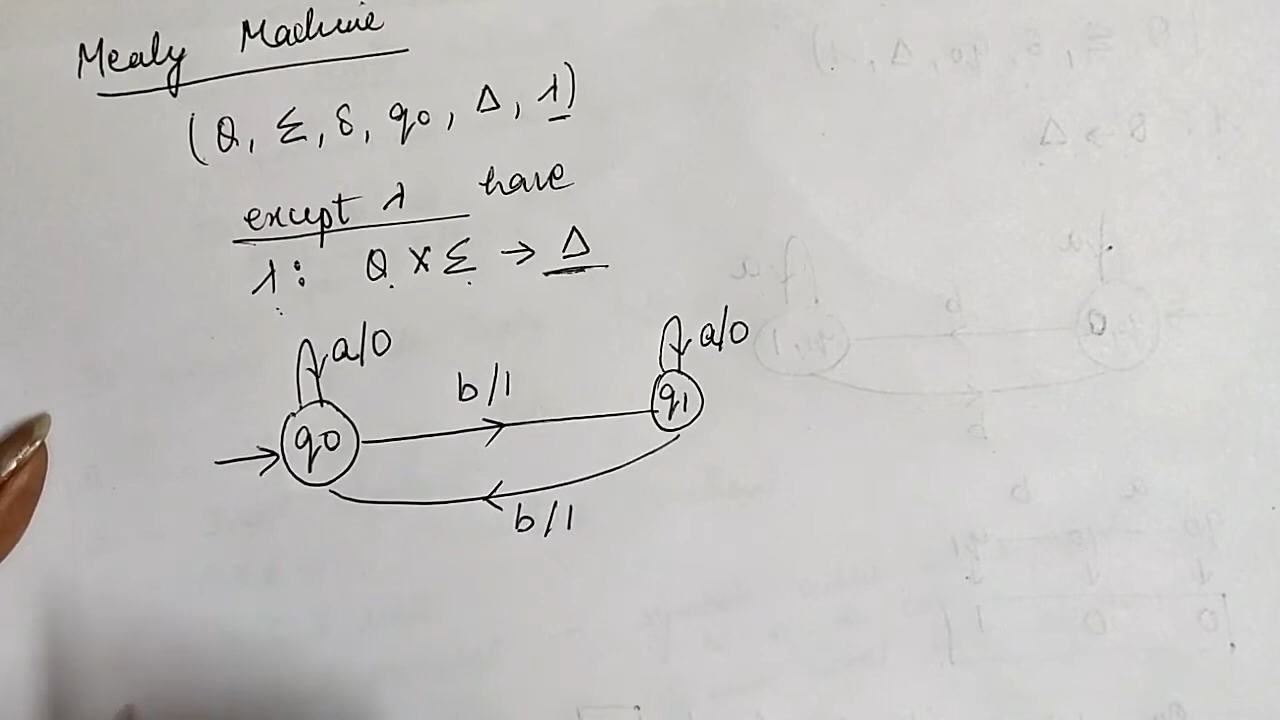 Mealy Machine
(Q, Σ, δ, q0, Δ, λ)
except λ have
λ: Q X Σ → Δ
a/0
a/0
b/1
q0
q1
b/1